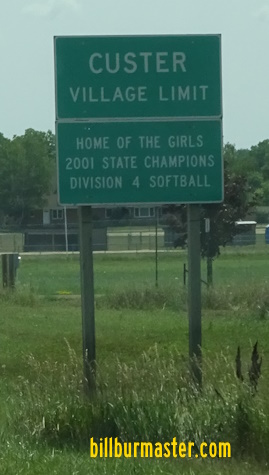 CUSTER
VILLAGE LIMIT
HOME OF THE GIRLS
2001 STATE CHAMPIONS
DIVISION 4 SOFTBALL
billburmaster.com